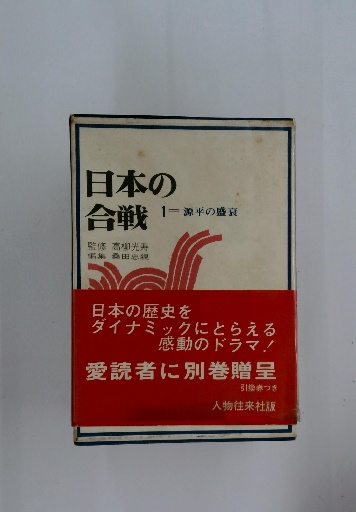 日本の
合戦 1=源平の盛衰
監修 高柳光寿
編集 桑田忠親
日本の歴史を
ダイナミックにとらえる
感動のドラマ!
愛読者に別巻贈呈
引換券つき
人物往来社版